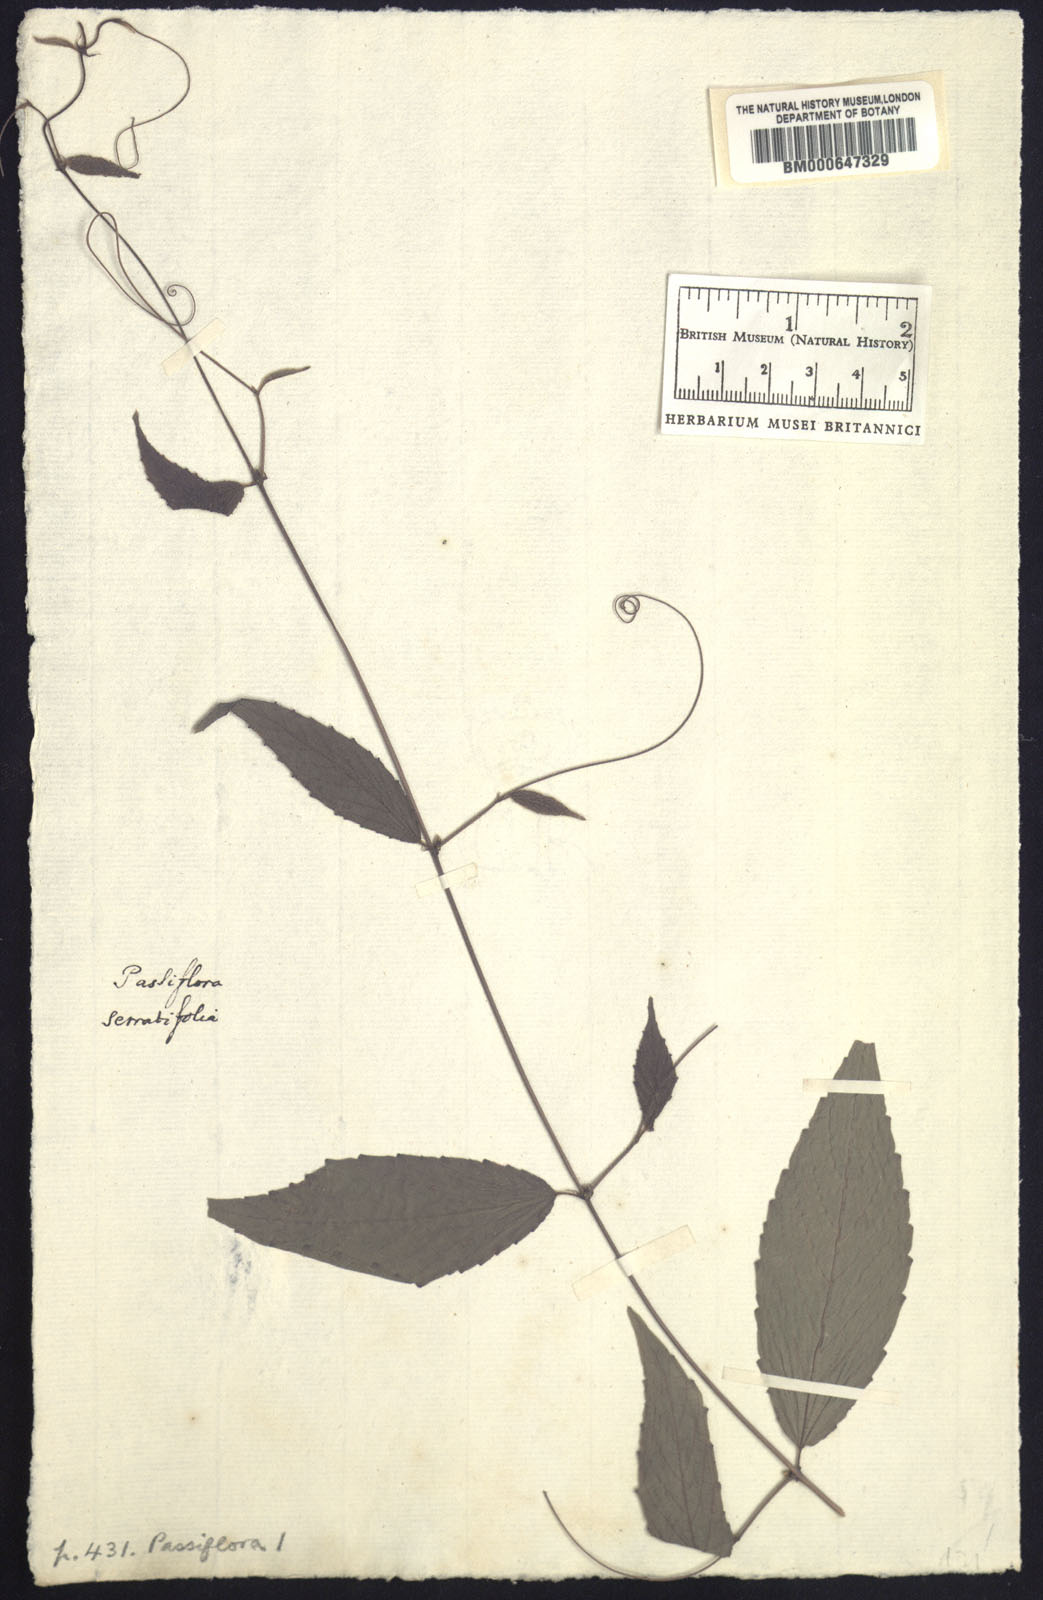 THE NATURAL HISTORY MUSEUM, LONDON
DEPARTMENT OF BOTANY
BM000647329
1 2
BRITISH MUSEUM (NATURAL HISTORY)
1 2 3 4 5
HERBARIUM MUSEI BRITANNICI
Passiflora
serratifolia
p. 431. Passiflora 1